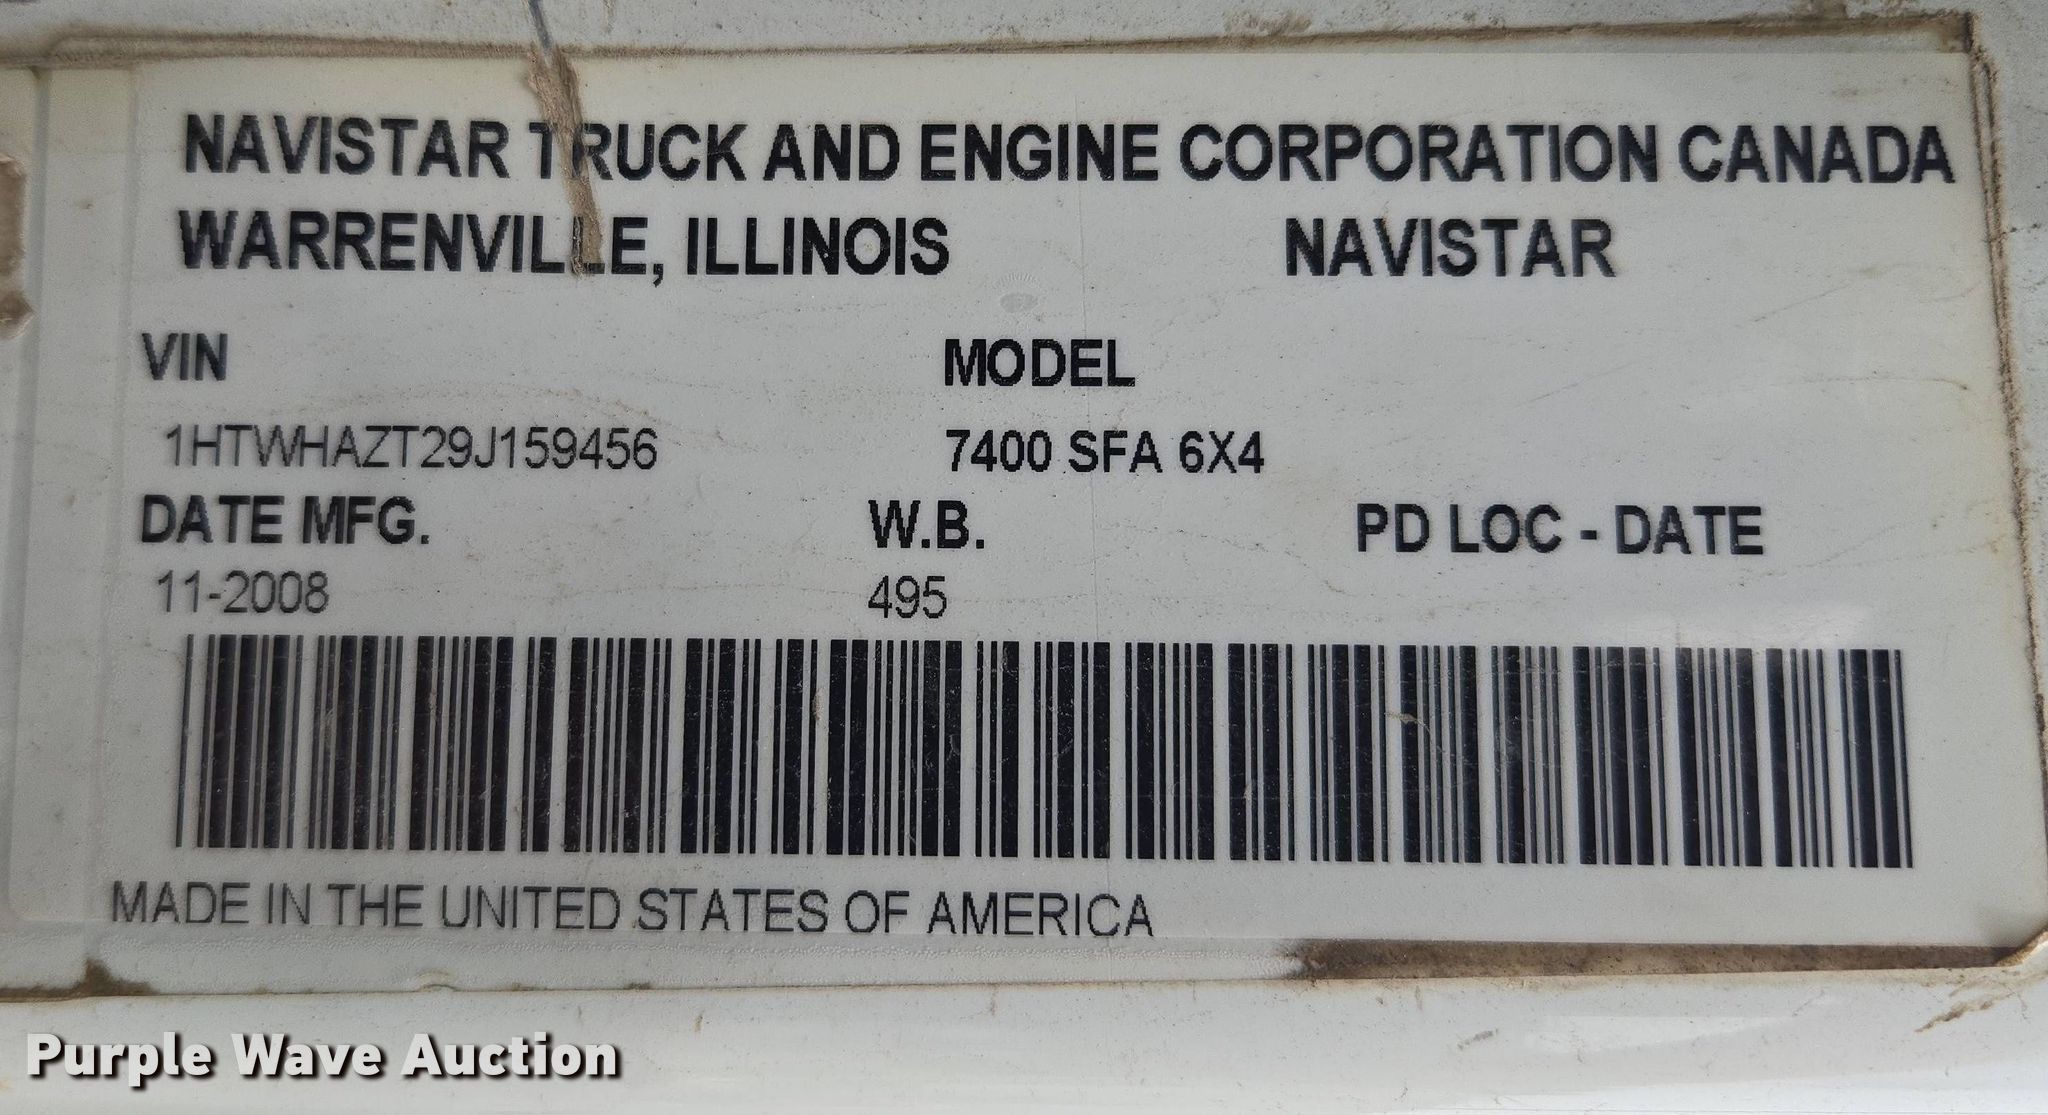 NAVISTAR TRUCK AND ENGINE CORPORATION CANADA
WARRENVILLE, ILLINOIS NAVISTAR
VIN MODEL
1HTWHAZT29J159456 7400 SFA 6X4
DATE MFG. W.B. PD LOC - DATE
11-2008 495
MADE IN THE UNITED STATES OF AMERICA
Purple Wave Auction